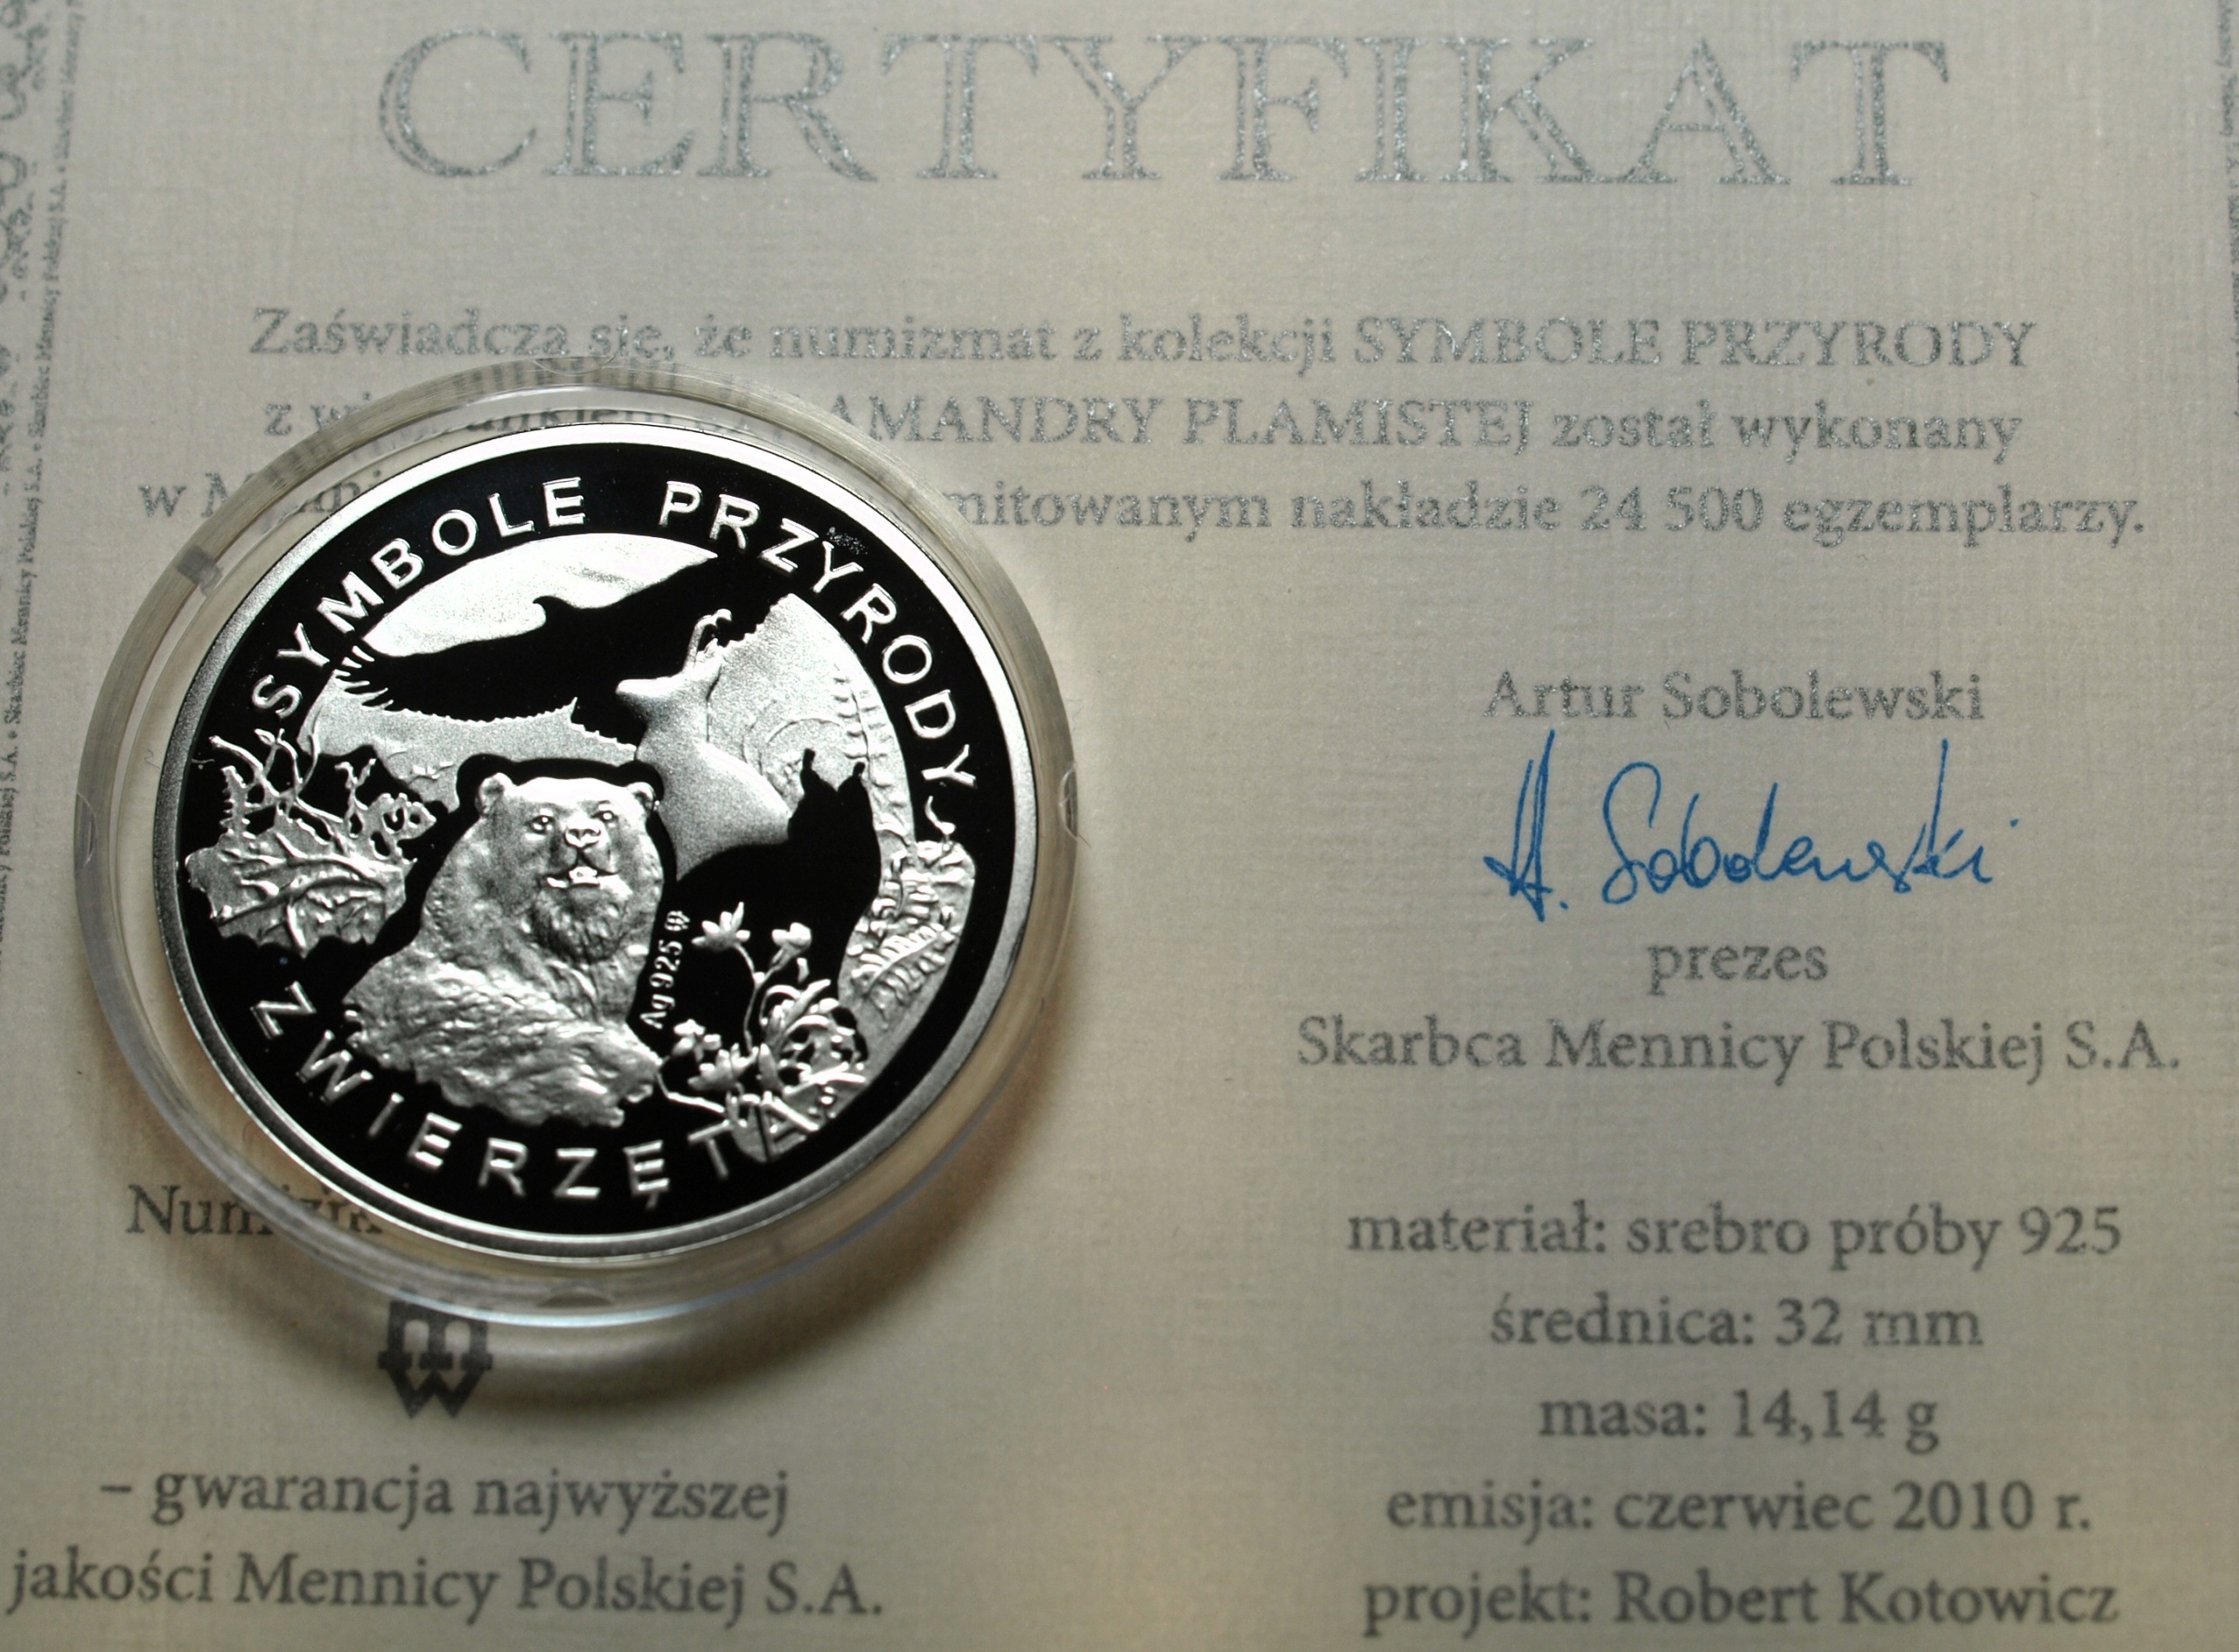 CERTYFIKAT
Zaświadcza się, że numizmat z kolekcji SYMBOLE PRZYRODY
z AMANDRY PLAMISTEJ został wykonany
w mitowanym nakładzie 24 500 egzemplarzy.
SYMBOLE PRZYRODY
ZWIERZĘTA
Ag 925
Artur Sobolewski
A. Sobolewski
prezes
Skarbca Mennicy Polskiej S.A.
materiał: srebro próby 925
średnica: 32 mm
masa: 14,14 g
emisja: czerwiec 2010 r.
projekt: Robert Kotowicz
– gwarancja najwyższej
jakości Mennicy Polskiej S.A.